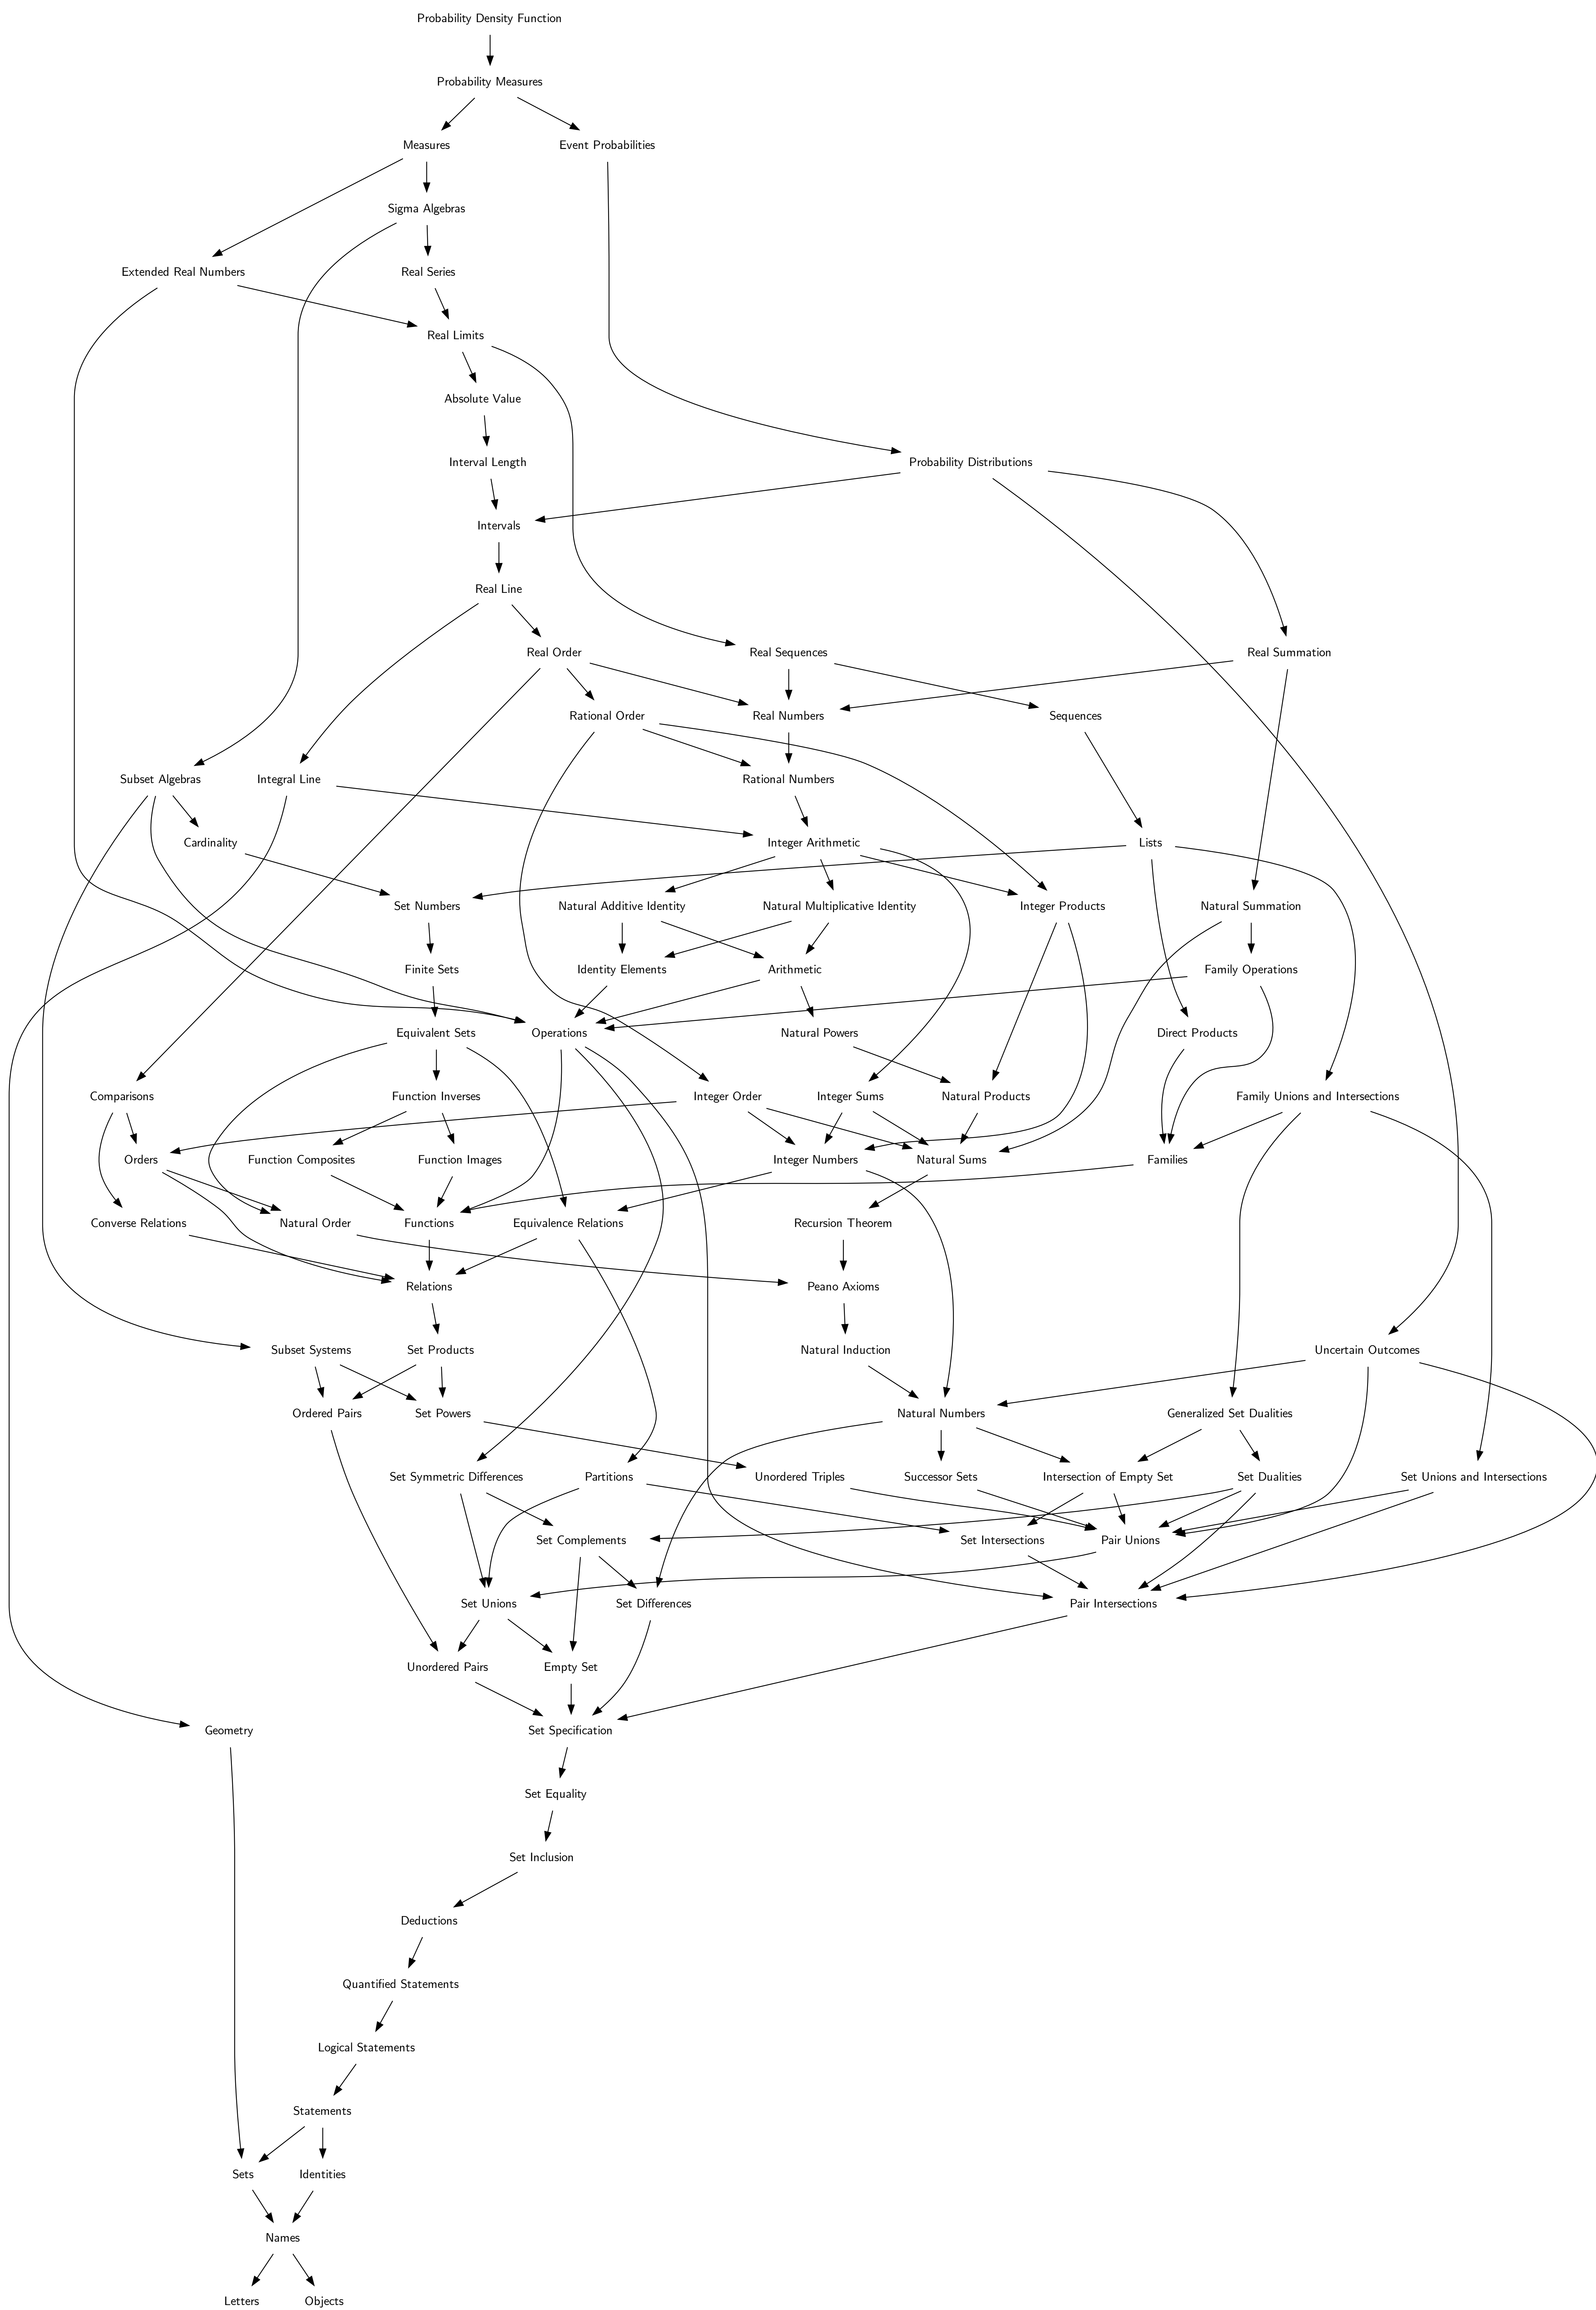 Probability Density Function
Probability Measures
Measures
Event Probabilities
Sigma Algebras
Extended Real Numbers
Real Series
Real Limits
Absolute Value
Interval Length
Probability Distributions
Intervals
Real Line
Real Order
Real Sequences
Real Summation
Rational Order
Real Numbers
Sequences
Subset Algebras
Integral Line
Rational Numbers
Cardinality
Integer Arithmetic
Lists
Set Numbers
Natural Additive Identity
Natural Multiplicative Identity
Integer Products
Natural Summation
Finite Sets
Identity Elements
Arithmetic
Family Operations
Equivalent Sets
Operations
Natural Powers
Direct Products
Comparisons
Function Inverses
Integer Order
Integer Sums
Natural Products
Family Unions and Intersections
Orders
Function Composites
Function Images
Integer Numbers
Natural Sums
Families
Converse Relations
Natural Order
Functions
Equivalence Relations
Recursion Theorem
Relations
Peano Axioms
Subset Systems
Set Products
Natural Induction
Uncertain Outcomes
Ordered Pairs
Set Powers
Natural Numbers
Generalized Set Dualities
Set Symmetric Differences
Partitions
Unordered Triples
Successor Sets
Intersection of Empty Set
Set Dualities
Set Unions and Intersections
Set Complements
Set Intersections
Pair Unions
Set Unions
Set Differences
Pair Intersections
Unordered Pairs
Empty Set
Geometry
Set Specification
Set Equality
Set Inclusion
Deductions
Quantified Statements
Logical Statements
Statements
Sets
Identities
Names
Letters
Objects